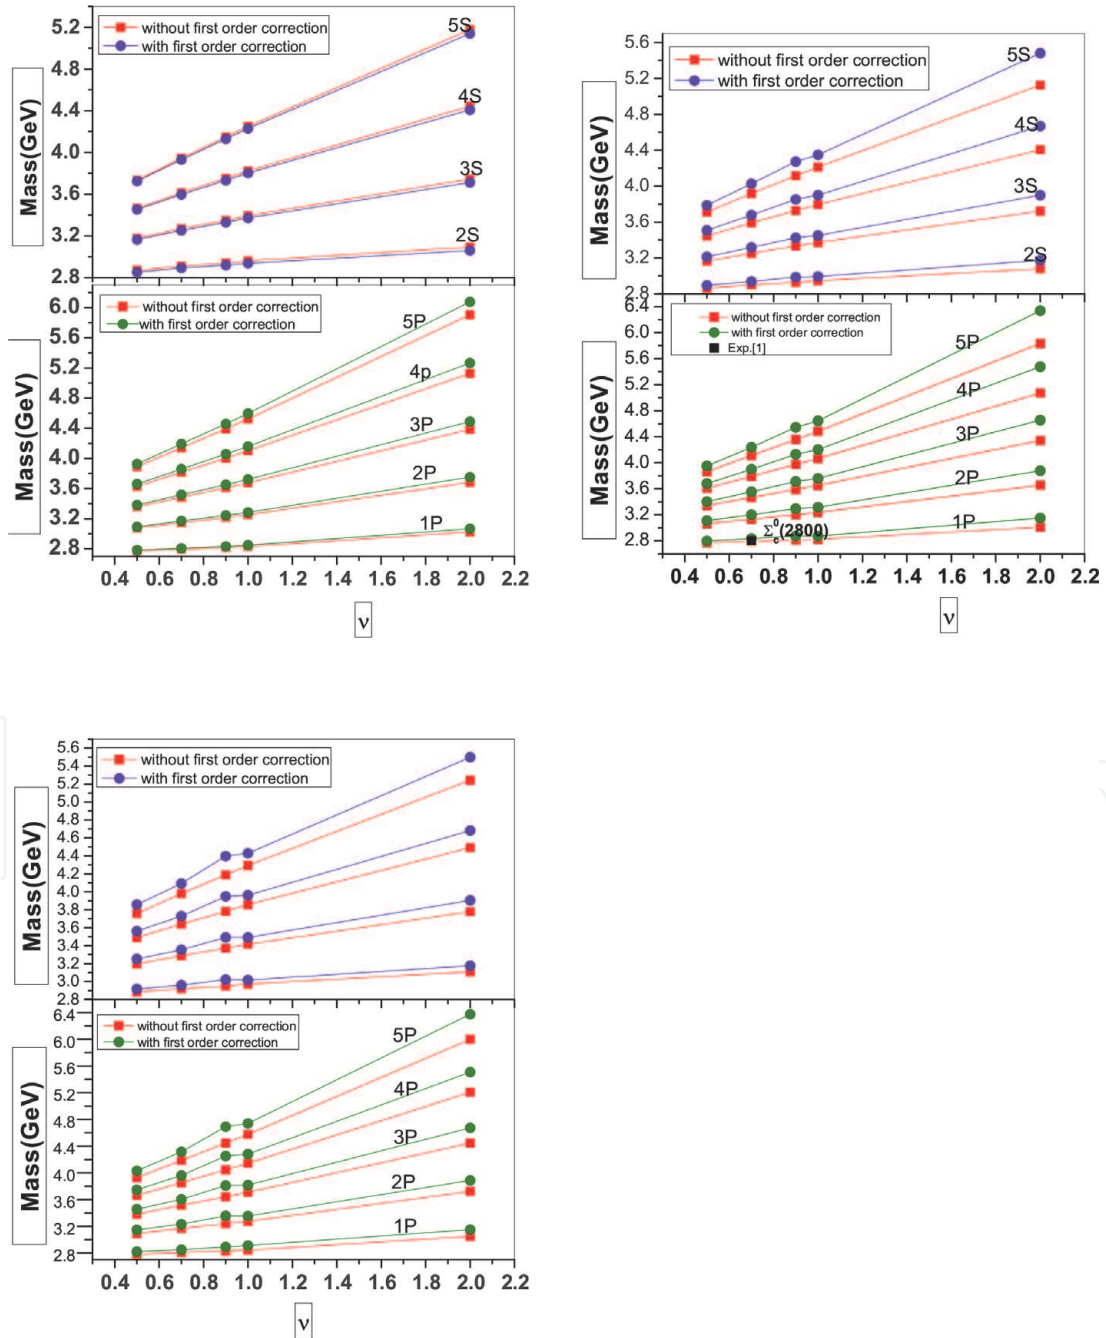 without first order correction
with first order correction
5S
4S
3S
2S
5.2
4.8
4.4
4.0
3.6
3.2
2.8
Mass(GeV)
without first order correction
with first order correction
5P
4p
3P
2P
1P
6.0
5.6
5.2
4.8
4.4
4.0
3.6
3.2
2.8
Mass(GeV)
0.4 0.6 0.8 1.0 1.2 1.4 1.6 1.8 2.0 2.2
ν
without first order correction
with first order correction
5S
4S
3S
2S
5.6
5.2
4.8
4.4
4.0
3.6
3.2
2.8
Mass(GeV)
without first order correction
with first order correction
Exp.[1]
5P
4P
3P
2P
1P
Σc0(2800)
6.4
6.0
5.6
5.2
4.8
4.4
4.0
3.6
3.2
2.8
Mass(GeV)
0.4 0.6 0.8 1.0 1.2 1.4 1.6 1.8 2.0 2.2
ν
without first order correction
with first order correction
5.6
5.4
5.2
5.0
4.8
4.6
4.4
4.2
4.0
3.8
3.6
3.4
3.2
3.0
2.8
Mass(GeV)
without first order correction
with first order correction
5P
4P
3P
2P
1P
6.4
6.0
5.6
5.2
4.8
4.4
4.0
3.6
3.2
2.8
Mass(GeV)
0.4 0.6 0.8 1.0 1.2 1.4 1.6 1.8 2.0 2.2
ν